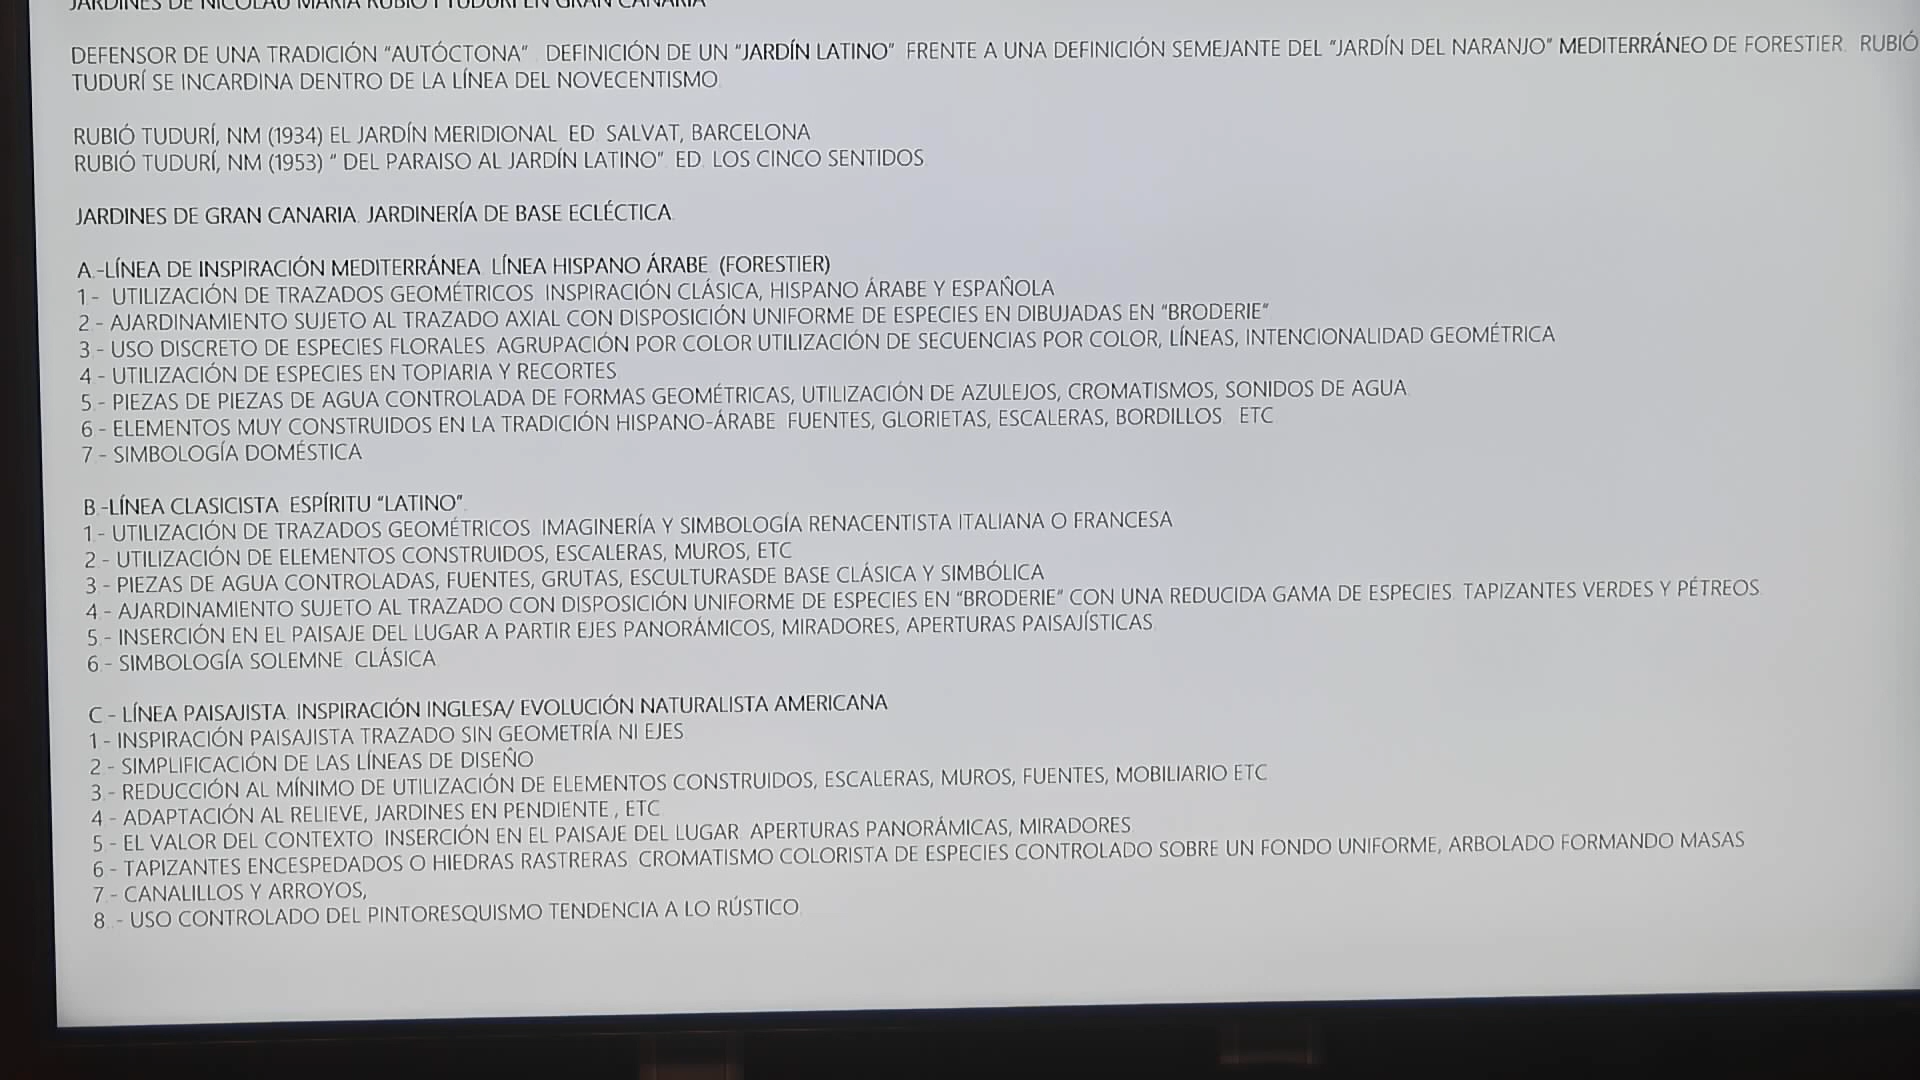 JARDINES DE NICOLAU MARIA RUBIÓ I TUDURÍ EN GRAN CANARIA
DEFENSOR DE UNA TRADICIÓN “AUTÓCTONA” . DEFINICIÓN DE UN “JARDÍN LATINO” FRENTE A UNA DEFINICIÓN SEMEJANTE DEL “JARDÍN DEL NARANJO” MEDITERRÁNEO DE FORESTIER. RUBIÓ
TUDURÍ SE INCARDINA DENTRO DE LA LÍNEA DEL NOVECENTISMO
RUBIÓ TUDURÍ, NM (1934) EL JARDÍN MERIDIONAL. ED. SALVAT, BARCELONA
RUBIÓ TUDURÍ, NM (1953) “ DEL PARAISO AL JARDÍN LATINO”. ED. LOS CINCO SENTIDOS
JARDINES DE GRAN CANARIA. JARDINERÍA DE BASE ECLÉCTICA.
A.-LÍNEA DE INSPIRACIÓN MEDITERRÁNEA. LÍNEA HISPANO ÁRABE. (FORESTIER)
1.- UTILIZACIÓN DE TRAZADOS GEOMÉTRICOS. INSPIRACIÓN CLÁSICA, HISPANO ÁRABE Y ESPAÑOLA
2.- AJARDINAMIENTO SUJETO AL TRAZADO AXIAL CON DISPOSICIÓN UNIFORME DE ESPECIES EN DIBUJADAS EN “BRODERIE”.
3.- USO DISCRETO DE ESPECIES FLORALES. AGRUPACIÓN POR COLOR UTILIZACIÓN DE SECUENCIAS POR COLOR, LÍNEAS, INTENCIONALIDAD GEOMÉTRICA
4.- UTILIZACIÓN DE ESPECIES EN TOPIARIA Y RECORTES
5.- PIEZAS DE PIEZAS DE AGUA CONTROLADA DE FORMAS GEOMÉTRICAS, UTILIZACIÓN DE AZULEJOS, CROMATISMOS, SONIDOS DE AGUA.
6.- ELEMENTOS MUY CONSTRUIDOS EN LA TRADICIÓN HISPANO-ÁRABE. FUENTES, GLORIETAS, ESCALERAS, BORDILLOS. ETC
7.- SIMBOLOGÍA DOMÉSTICA
B.-LÍNEA CLASICISTA. ESPÍRITU “LATINO”.
1.- UTILIZACIÓN DE TRAZADOS GEOMÉTRICOS. IMAGINERÍA Y SIMBOLOGÍA RENACENTISTA ITALIANA O FRANCESA
2.- UTILIZACIÓN DE ELEMENTOS CONSTRUIDOS, ESCALERAS, MUROS, ETC
3.- PIEZAS DE AGUA CONTROLADAS, FUENTES, GRUTAS, ESCULTURASDE BASE CLÁSICA Y SIMBÓLICA
4.- AJARDINAMIENTO SUJETO AL TRAZADO CON DISPOSICIÓN UNIFORME DE ESPECIES EN “BRODERIE” CON UNA REDUCIDA GAMA DE ESPECIES. TAPIZANTES VERDES Y PÉTREOS.
5.- INSERCIÓN EN EL PAISAJE DEL LUGAR A PARTIR EJES PANORÁMICOS, MIRADORES, APERTURAS PAISAJÍSTICAS.
6.- SIMBOLOGÍA SOLEMNE. CLÁSICA
C.- LÍNEA PAISAJISTA. INSPIRACIÓN INGLESA/ EVOLUCIÓN NATURALISTA AMERICANA
1.- INSPIRACIÓN PAISAJISTA TRAZADO SIN GEOMETRÍA NI EJES
2.- SIMPLIFICACIÓN DE LAS LÍNEAS DE DISEÑO
3.- REDUCCIÓN AL MÍNIMO DE UTILIZACIÓN DE ELEMENTOS CONSTRUIDOS, ESCALERAS, MUROS, FUENTES, MOBILIARIO ETC
4.- ADAPTACIÓN AL RELIEVE, JARDINES EN PENDIENTE , ETC
5.- EL VALOR DEL CONTEXTO. INSERCIÓN EN EL PAISAJE DEL LUGAR. APERTURAS PANORÁMICAS, MIRADORES
6.- TAPIZANTES ENCESPEDADOS O HIEDRAS RASTRERAS. CROMATISMO COLORISTA DE ESPECIES CONTROLADO SOBRE UN FONDO UNIFORME, ARBOLADO FORMANDO MASAS
7.- CANALILLOS Y ARROYOS,
8..- USO CONTROLADO DEL PINTORESQUISMO TENDENCIA A LO RÚSTICO.